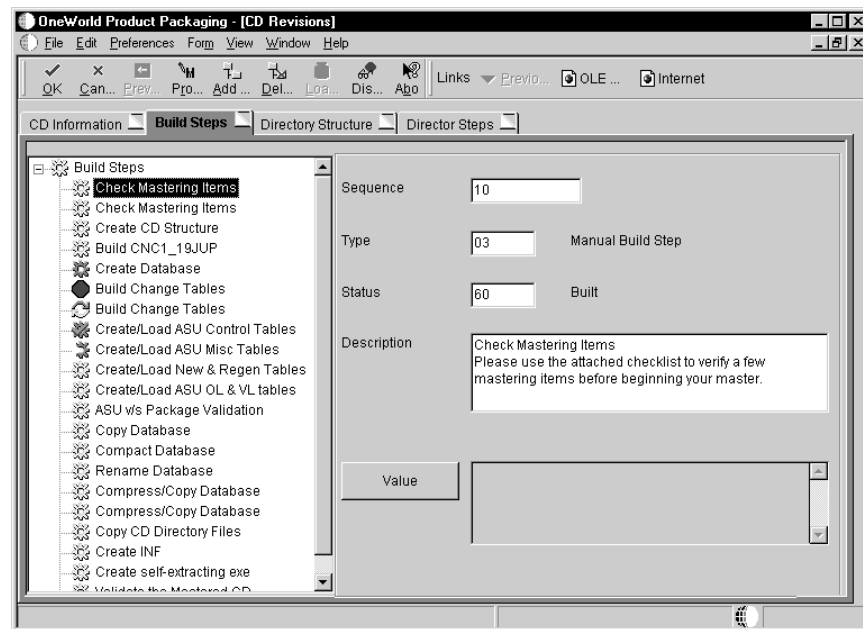 OneWorld Product Packaging - [CD Revisions]
File Edit Preferences Form View Window Help
OK Can... Prev... Pro... Add ... Del... Loa... Dis... Abo Links Previo... OLE ... Internet
CD Information Build Steps Directory Structure Director Steps
Build Steps
Check Mastering Items
Check Mastering Items
Create CD Structure
Build CNC1_19JUP
Create Database
Build Change Tables
Build Change Tables
Create/Load ASU Control Tables
Create/Load ASU Misc Tables
Create/Load New & Regen Tables
Create/Load ASU OL & VL tables
ASU v/s Package Validation
Copy Database
Compact Database
Rename Database
Compress/Copy Database
Compress/Copy Database
Copy CD Directory Files
Create INF
Create self-extracting exe
Validate the Mastered CD
Sequence 10
Type 03 Manual Build Step
Status 60 Built
Description Check Mastering Items
Please use the attached checklist to verify a few
mastering items before beginning your master.
Value